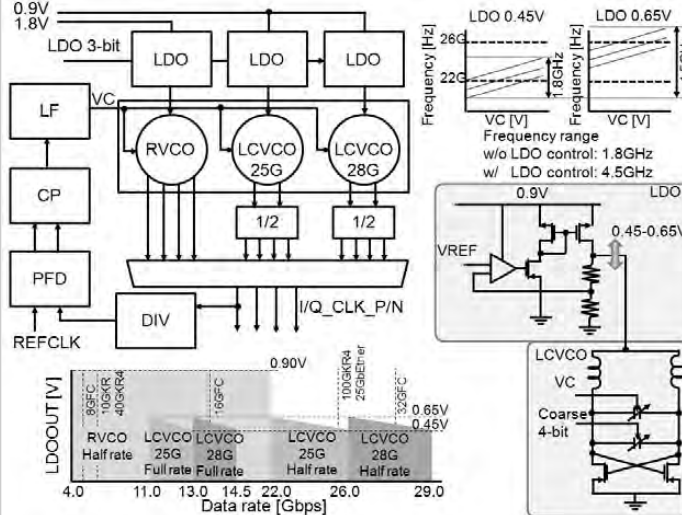 0.9V
1.8V
LDO 3-bit
LDO
LDO
LDO
LF
VC
RVCO
LCVCO
25G
LCVCO
28G
CP
1/2
1/2
PFD
DIV
I/Q_CLK_P/N
REFCLK
LDO 0.45V
LDO 0.65V
Frequency [Hz]
26G
22G
1.8GHz
VC [V]
Frequency [Hz]
VC [V]
Frequency range
w/o LDO control: 1.8GHz
w/ LDO control: 4.5GHz
0.9V
LDO
VREF
0.45-0.65V
LCVCO
VC
Coarse
4-bit
LDOOUT [V]
8GFC
10GKR
40GKR4
16GFC
0.90V
100GKR4
25GbEther
32GFC
0.65V
0.45V
RVCO
Half rate
LCVCO
25G
Full rate
LCVCO
28G
Full rate
LCVCO
25G
Half rate
LCVCO
28G
Half rate
4.0 11.0 13.0 14.5 22.0 26.0 29.0
Data rate [Gbps]